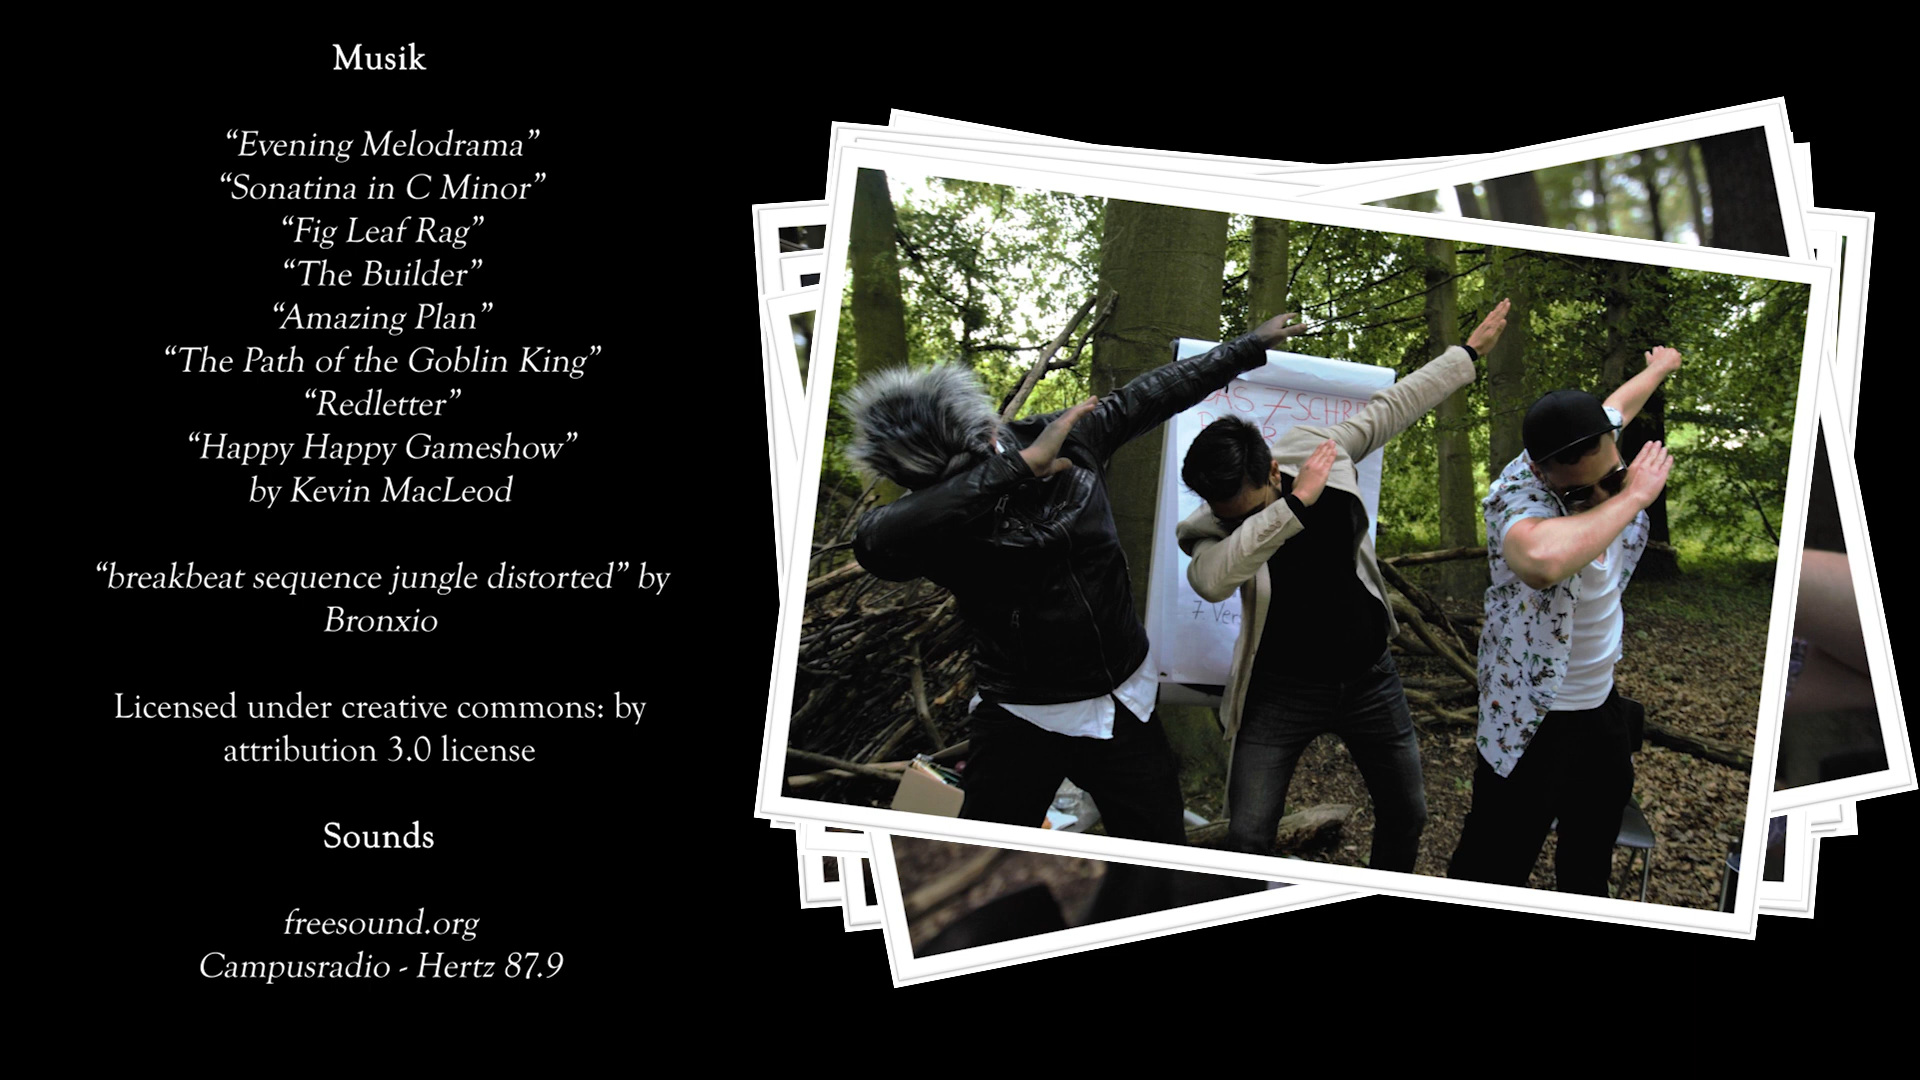 Musik
“Evening Melodrama”
“Sonatina in C Minor”
“Fig Leaf Rag”
“The Builder”
“Amazing Plan”
“The Path of the Goblin King”
“Redletter”
“Happy Happy Gameshow”
by Kevin MacLeod
“breakbeat sequence jungle distorted” by
Bronxio
Licensed under creative commons: by
attribution 3.0 license
Sounds
freesound.org
Campusradio - Hertz 87.9
7
7